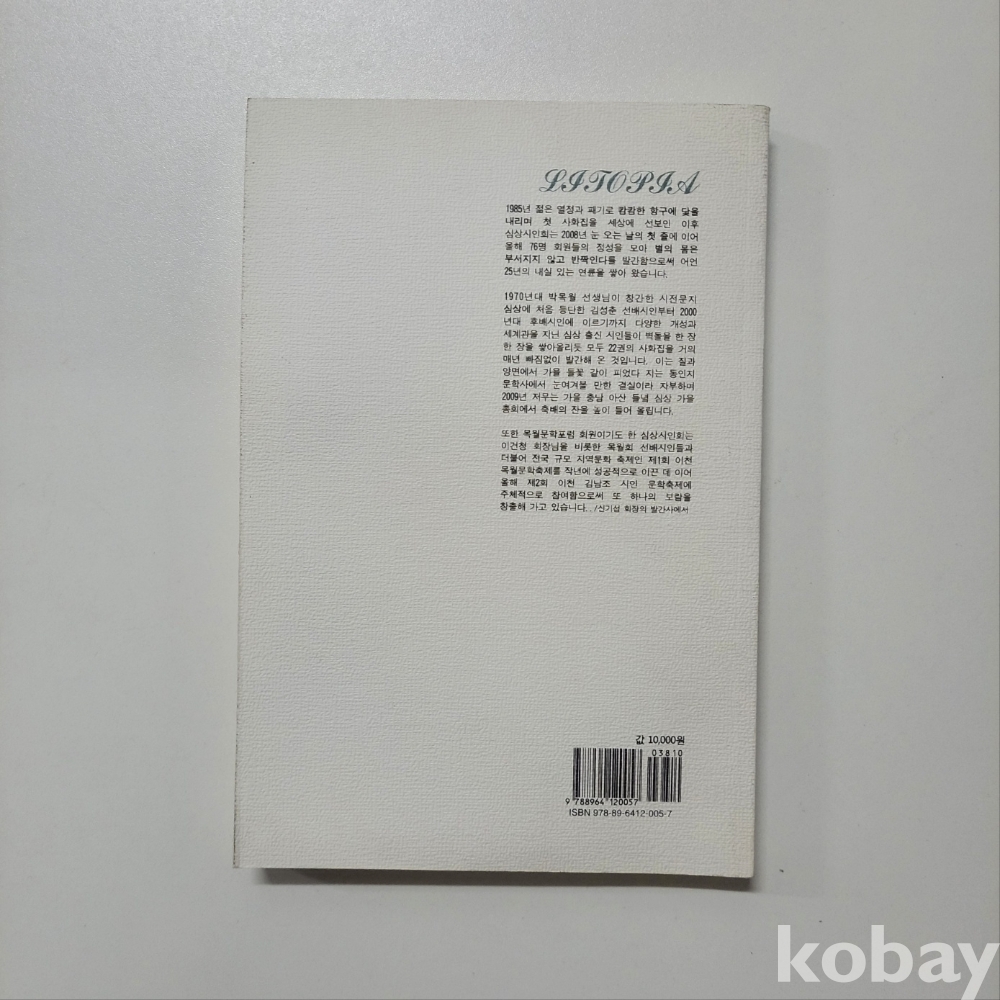 LITOPIA
1985년 젊은 열정과 패기로 캄캄한 항구에 닻을
내리며 첫 사화집을 세상에 선보인 이후
심상시인회는 2008년 눈 오는 날의 첫 줄에 이어
올해 76명 회원들의 정성을 모아 별의 몸은
부서지지 않고 반짝인다를 발간함으로써 어언
25년의 내실 있는 연륜을 쌓아 왔습니다.
1970년대 박목월 선생님이 창간한 시전문지
심상에 처음 등단한 김성춘 선배시인부터 2000
년대 후배시인에 이르기까지 다양한 개성과
세계관을 지닌 심상 출신 시인들이 벽돌을 한 장
한 장을 쌓아올리듯 모두 22권의 사화집을 거의
매년 빠짐없이 발간해 온 것입니다. 이는 질과
양면에서 가을 들꽃 같이 피었다 지는 동인지
문학사에서 눈여겨볼 만한 결실이라 자부하며
2009년 저무는 가을 충남 아산 들녘 심상 가을
총회에서 축배의 잔을 높이 들어 올립니다.
또한 목월문학포럼 회원이기도 한 심상시인회는
이건청 회장님을 비롯한 목월회 선배시인들과
더불어 전국 규모 지역문화 축제인 제1회 이천
목월문학축제를 작년에 성공적으로 이끈 데 이어
올해 제2회 이천 김남조 시인 문학축제에
주체적으로 참여함으로써 또 하나의 보람을
창출해 가고 있습니다. /신기섭 회장의 발간사에서
값 10,000원
03810
9 788964 120057
ISBN 978-89-6412-005-7
kobay